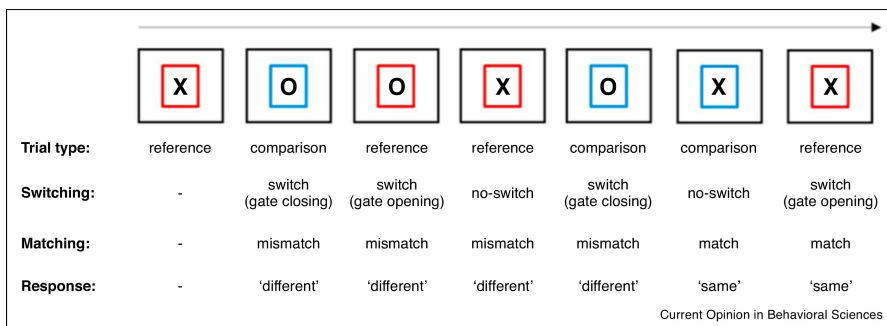 X O O X O X X
Trial type: reference comparison reference reference comparison comparison reference
Switching: - switch (gate closing) switch (gate opening) no-switch switch (gate closing) no-switch switch (gate opening)
Matching: - mismatch mismatch mismatch mismatch match match
Response: - ‘different’ ‘different’ ‘different’ ‘different’ ‘same’ ‘same’
Current Opinion in Behavioral Sciences